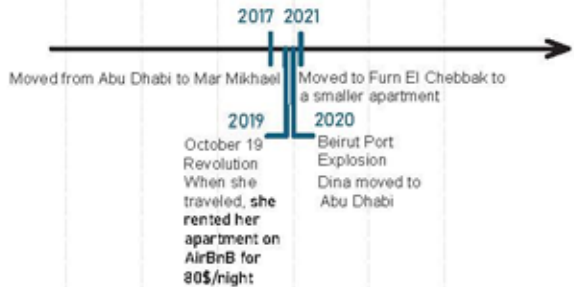 2017 2021
Moved from Abu Dhabi to Mar Mikhael
Moved to Furn El Chebbak to
a smaller apartment
2019
October 19
Revolution
When she
traveled, she
rented her
apartment on
AirBnB for
80$/night
2020
Beirut Port
Explosion
Dina moved to
Abu Dhabi